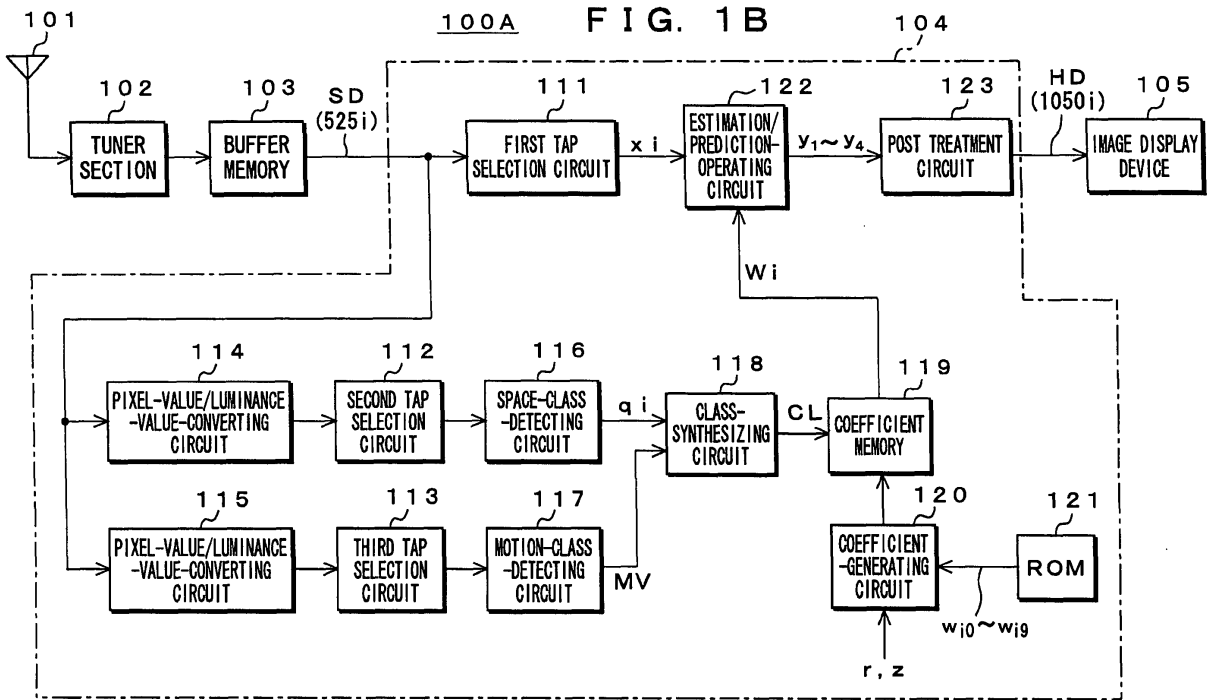 100A
FIG. 1B
101
102
103
SD
(525i)
111
122
104
123
HD
(1050i)
105
TUNER
SECTION
BUFFER
MEMORY
FIRST TAP
SELECTION CIRCUIT
xi
ESTIMATION/
PREDICTION-
OPERATING
CIRCUIT
y1~y4
POST TREATMENT
CIRCUIT
IMAGE DISPLAY
DEVICE
Wi
114
112
116
118
119
PIXEL-VALUE/LUMINANCE
-VALUE-CONVERTING
CIRCUIT
SECOND TAP
SELECTION
CIRCUIT
SPACE-CLASS
-DETECTING
CIRCUIT
qi
CLASS-
SYNTHESIZING
CIRCUIT
CL
COEFFICIENT
MEMORY
115
113
117
120
121
PIXEL-VALUE/LUMINANCE
-VALUE-CONVERTING
CIRCUIT
THIRD TAP
SELECTION
CIRCUIT
MOTION-CLASS
-DETECTING
CIRCUIT
MV
COEFFICIENT
-GENERATING
CIRCUIT
ROM
wi0~wi9
r, z